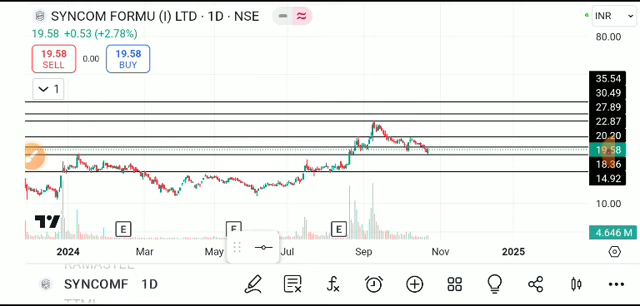 SYNCOM FORMU (I) LTD · 1D · NSE
19.58 +0.53 (+2.78%)
19.58 SELL
0.00
19.58 BUY
1
INR
80.00
35.54
30.49
27.89
22.87
20.20
19.58
18.36
14.92
10.00
4.646 M
E
E
E
2024 Mar May Jul Sep Nov 2025
SYNCOMF 1D